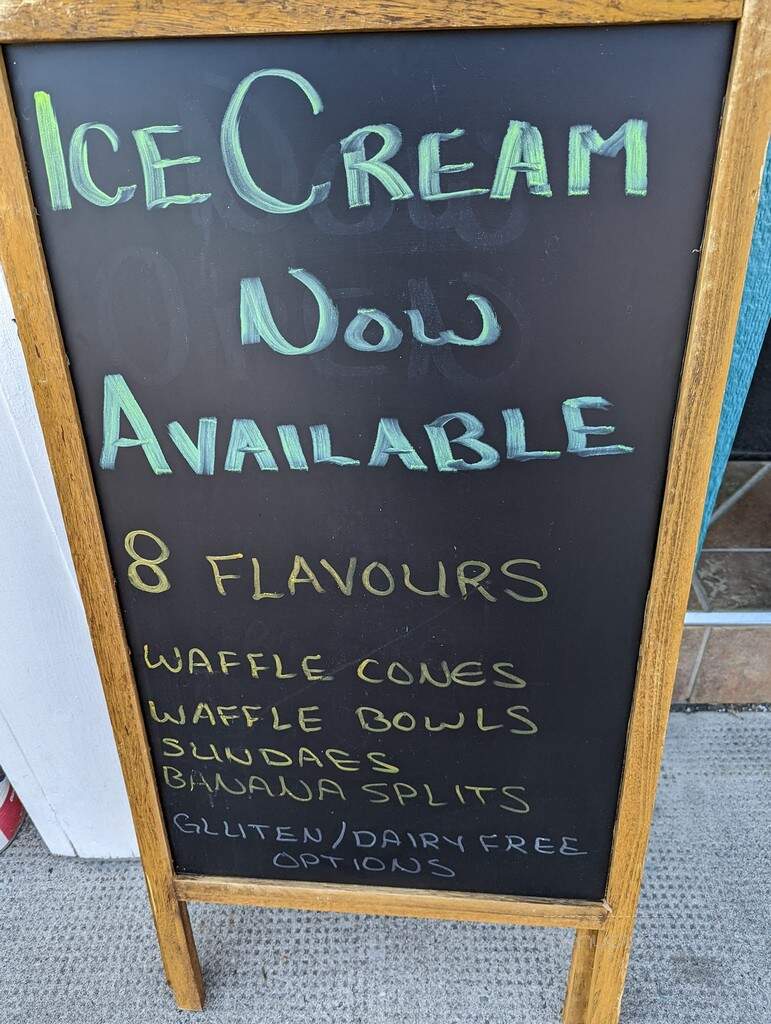 ICE CREAM
NOW
AVAILABLE
8 FLAVOURS
WAFFLE CONES
WAFFLE BOWLS
SUNDAES
BANANA SPLITS
GLUTEN/DAIRY FREE
OPTIONS